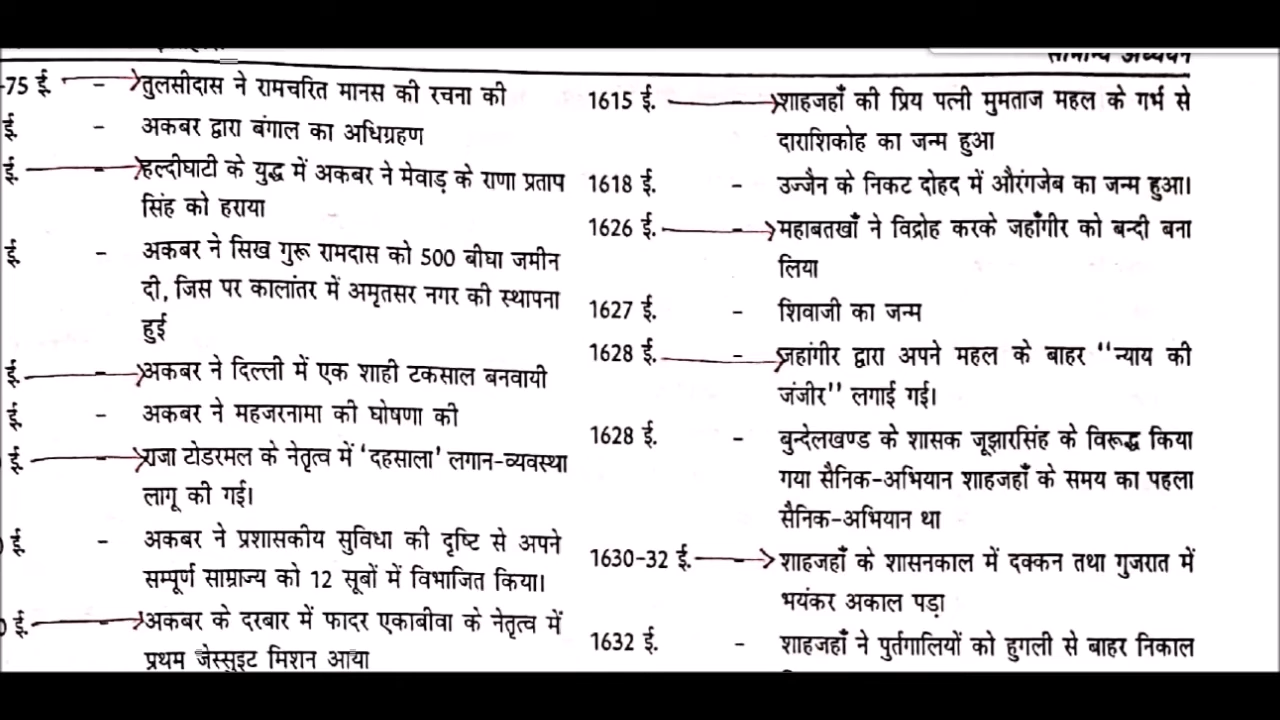 सामान्य अध्ययन
-75 ई. - तुलसीदास ने रामचरित मानस की रचना की
ई. - अकबर द्वारा बंगाल का अधिग्रहण
ई. - हल्दीघाटी के युद्ध में अकबर ने मेवाड़ के राणा प्रताप
सिंह को हराया
ई. - अकबर ने सिख गुरू रामदास को 500 बीघा जमीन
दी, जिस पर कालांतर में अमृतसर नगर की स्थापना
हुई
ई. - अकबर ने दिल्ली में एक शाही टकसाल बनवायी
ई. - अकबर ने महजरनामा की घोषणा की
ई. - राजा टोडरमल के नेतृत्व में 'दहसाला' लगान-व्यवस्था
लागू की गई।
ई. - अकबर ने प्रशासकीय सुविधा की दृष्टि से अपने
सम्पूर्ण साम्राज्य को 12 सूबों में विभाजित किया।
ई. - अकबर के दरबार में फादर एकाबीवा के नेतृत्व में
प्रथम जेस्सुइट मिशन आया
1615 ई. - शाहजहाँ की प्रिय पत्नी मुमताज महल के गर्भ से
दाराशिकोह का जन्म हुआ
1618 ई. - उज्जैन के निकट दोहद में औरंगजेब का जन्म हुआ।
1626 ई. - महाबतखाँ ने विद्रोह करके जहाँगीर को बन्दी बना
लिया
1627 ई. - शिवाजी का जन्म
1628 ई. - जहांगीर द्वारा अपने महल के बाहर "न्याय की
जंजीर" लगाई गई।
1628 ई. - बुन्देलखण्ड के शासक जूझारसिंह के विरूद्ध किया
गया सैनिक-अभियान शाहजहाँ के समय का पहला
सैनिक-अभियान था
1630-32 ई. - शाहजहाँ के शासनकाल में दक्कन तथा गुजरात में
भयंकर अकाल पड़ा
1632 ई. - शाहजहाँ ने पुर्तगालियों को हुगली से बाहर निकाल